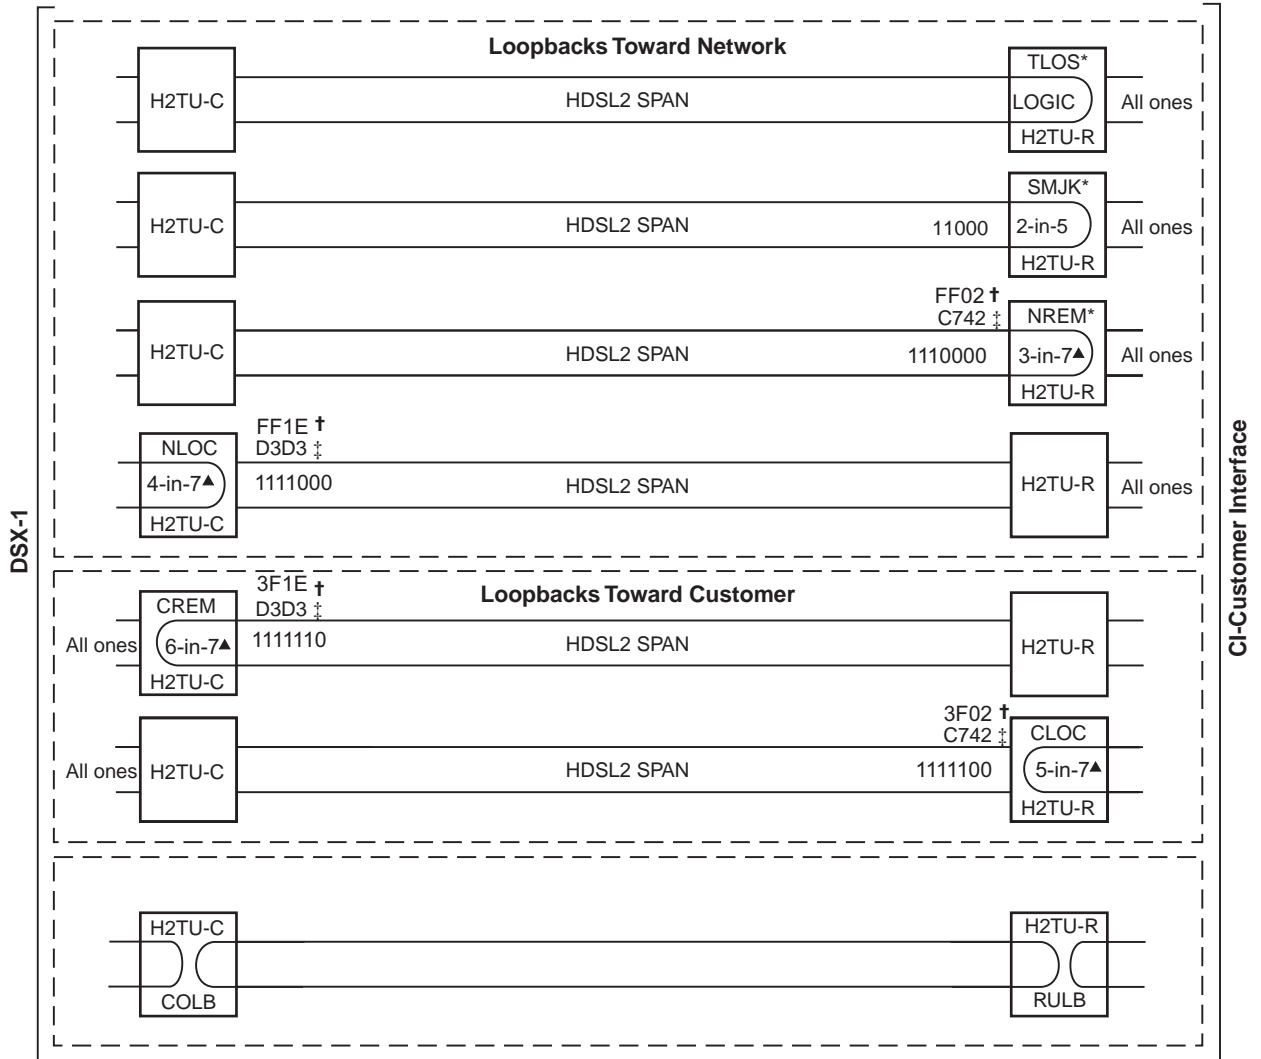 Loopbacks Toward Network
TLOS*
H2TU-C
HDSL2 SPAN
LOGIC
All ones
H2TU-R
SMJK*
H2TU-C
HDSL2 SPAN
11000
2-in-5
All ones
H2TU-R
FF02 †
C742 ‡
NREM*
H2TU-C
HDSL2 SPAN
1110000
3-in-7▲
All ones
H2TU-R
FF1E †
D3D3 ‡
NLOC
4-in-7▲
1111000
HDSL2 SPAN
H2TU-R
All ones
H2TU-C
DSX-1
CI-Customer Interface
Loopbacks Toward Customer
3F1E †
D3D3 ‡
CREM
All ones
6-in-7▲
1111110
HDSL2 SPAN
H2TU-R
H2TU-C
3F02 †
C742 ‡
CLOC
All ones
H2TU-C
HDSL2 SPAN
1111100
5-in-7▲
H2TU-R
H2TU-C
H2TU-R
COLB
RULB